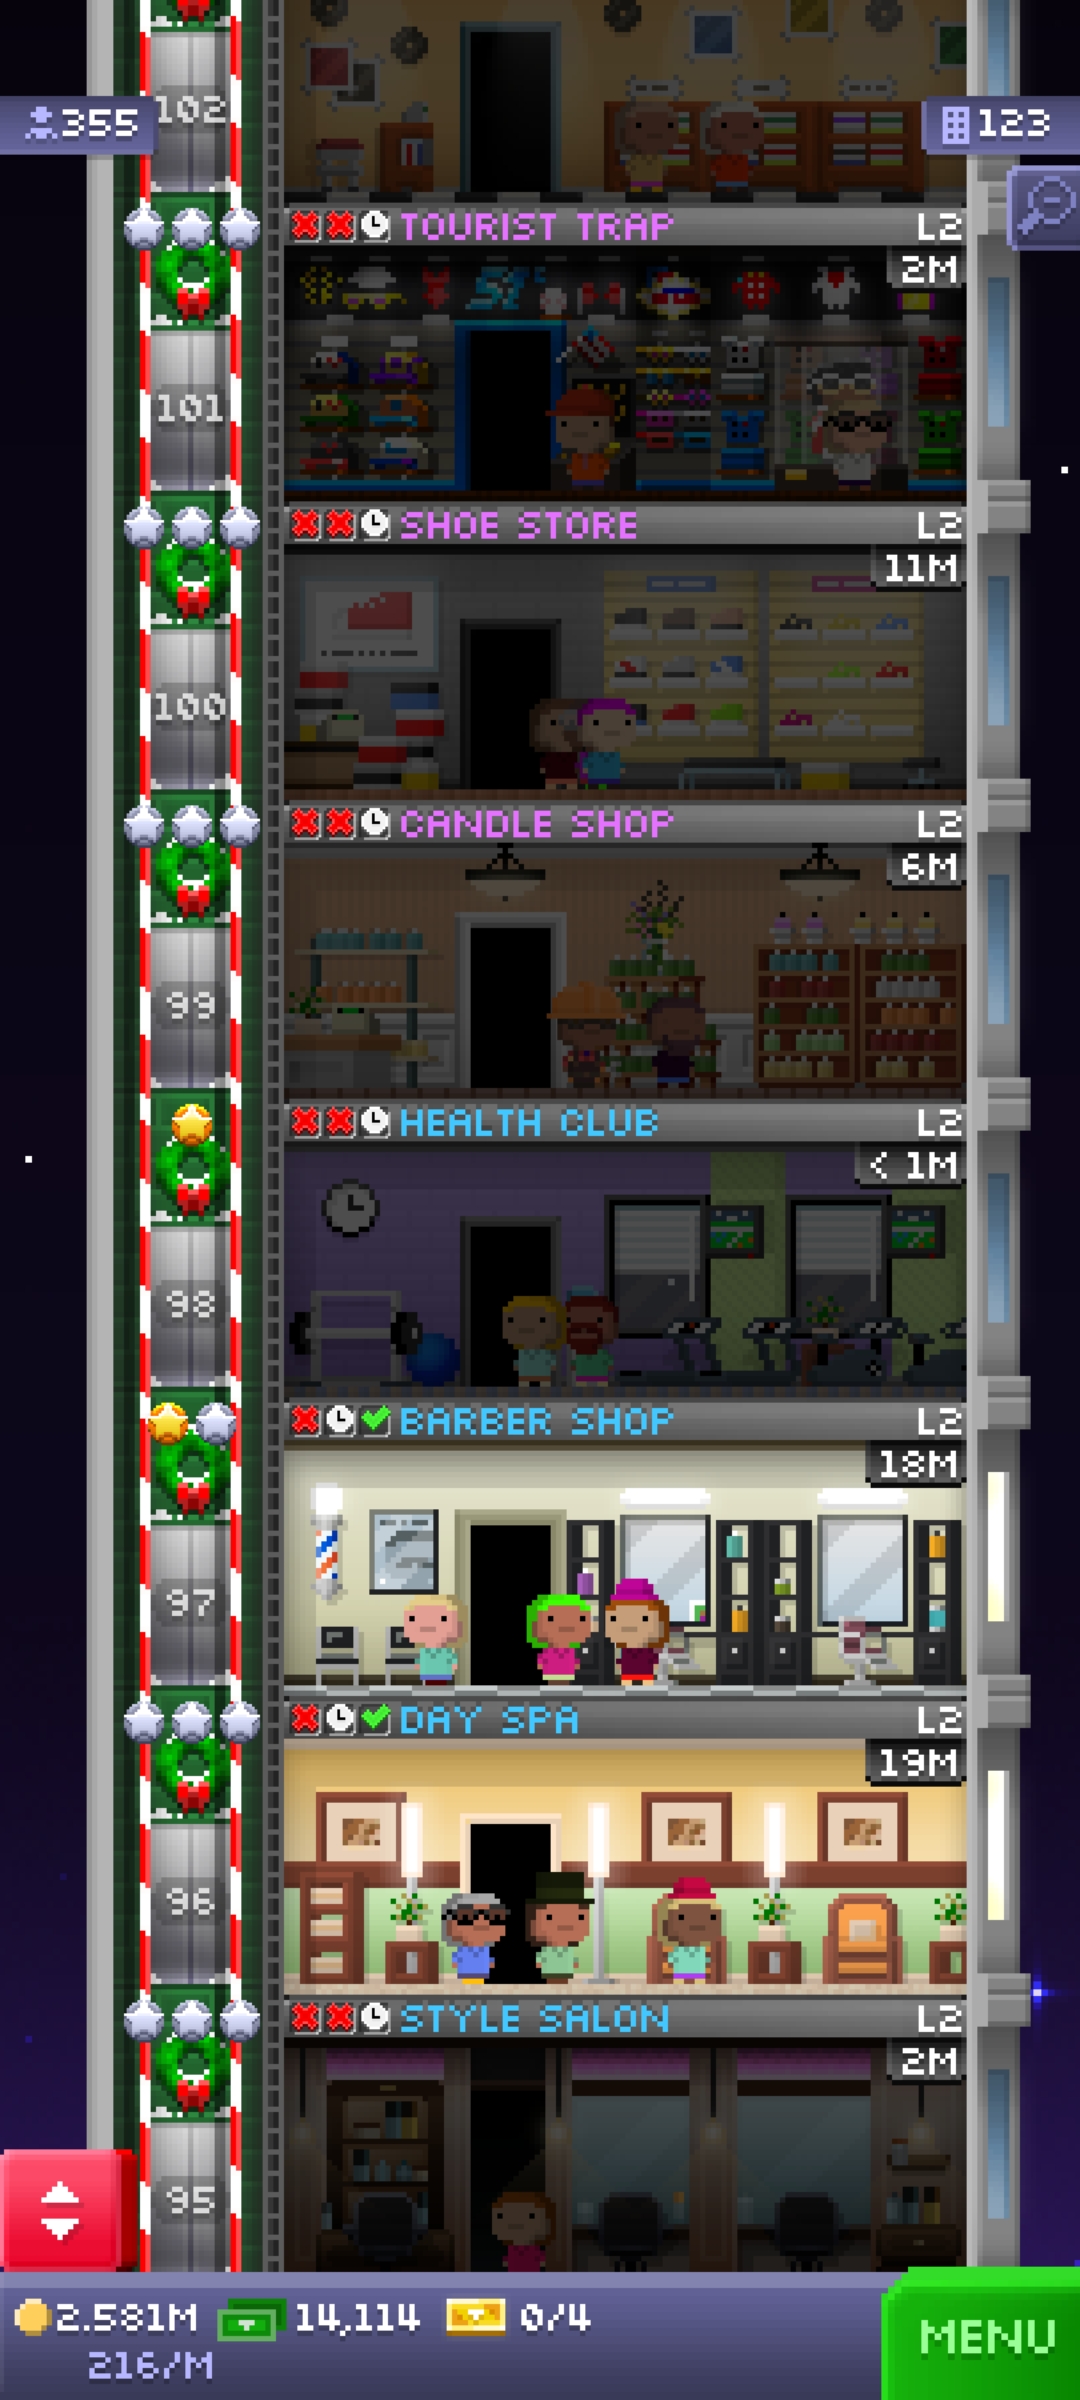 102
355
123
TOURIST TRAP L2
2M
101
SHOE STORE L2
11M
100
CANDLE SHOP L2
6M
99
HEALTH CLUB L2
< 1M
98
BARBER SHOP L2
18M
97
DAY SPA L2
19M
96
STYLE SALON L2
2M
95
2.581M 14,114 0/4
216/M
MENU